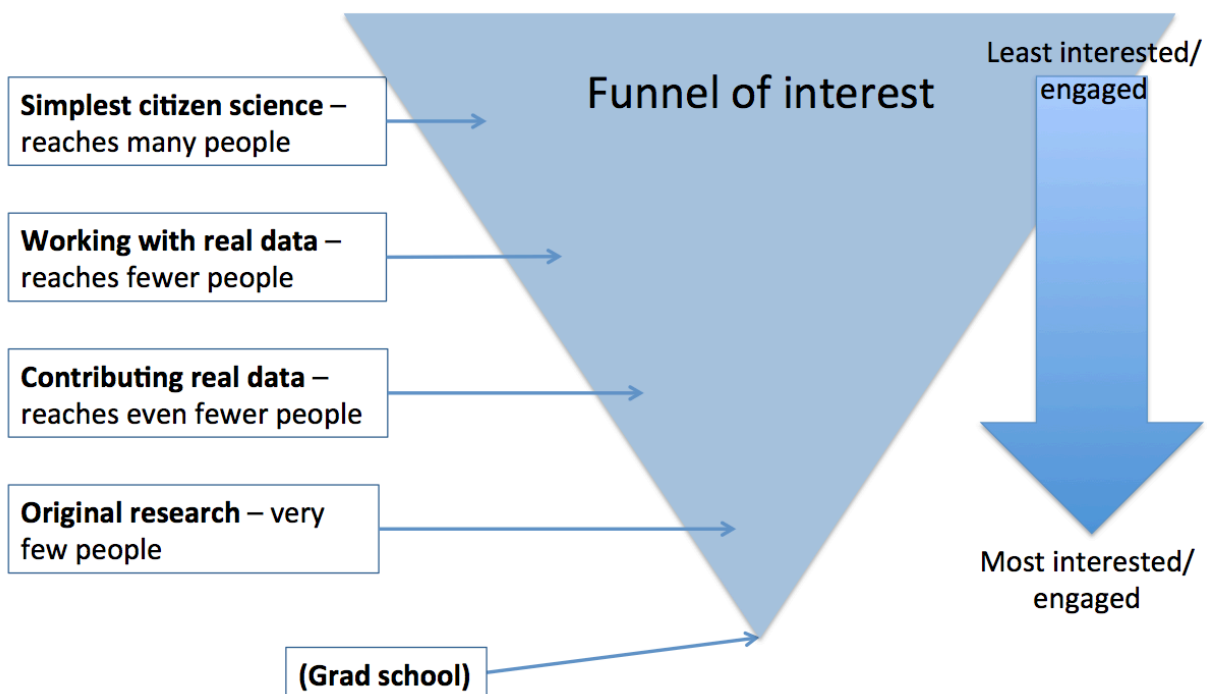 Funnel of interest
Least interested/
engaged
Simplest citizen science –
reaches many people
Working with real data –
reaches fewer people
Contributing real data –
reaches even fewer people
Original research – very
few people
Most interested/
engaged
(Grad school)